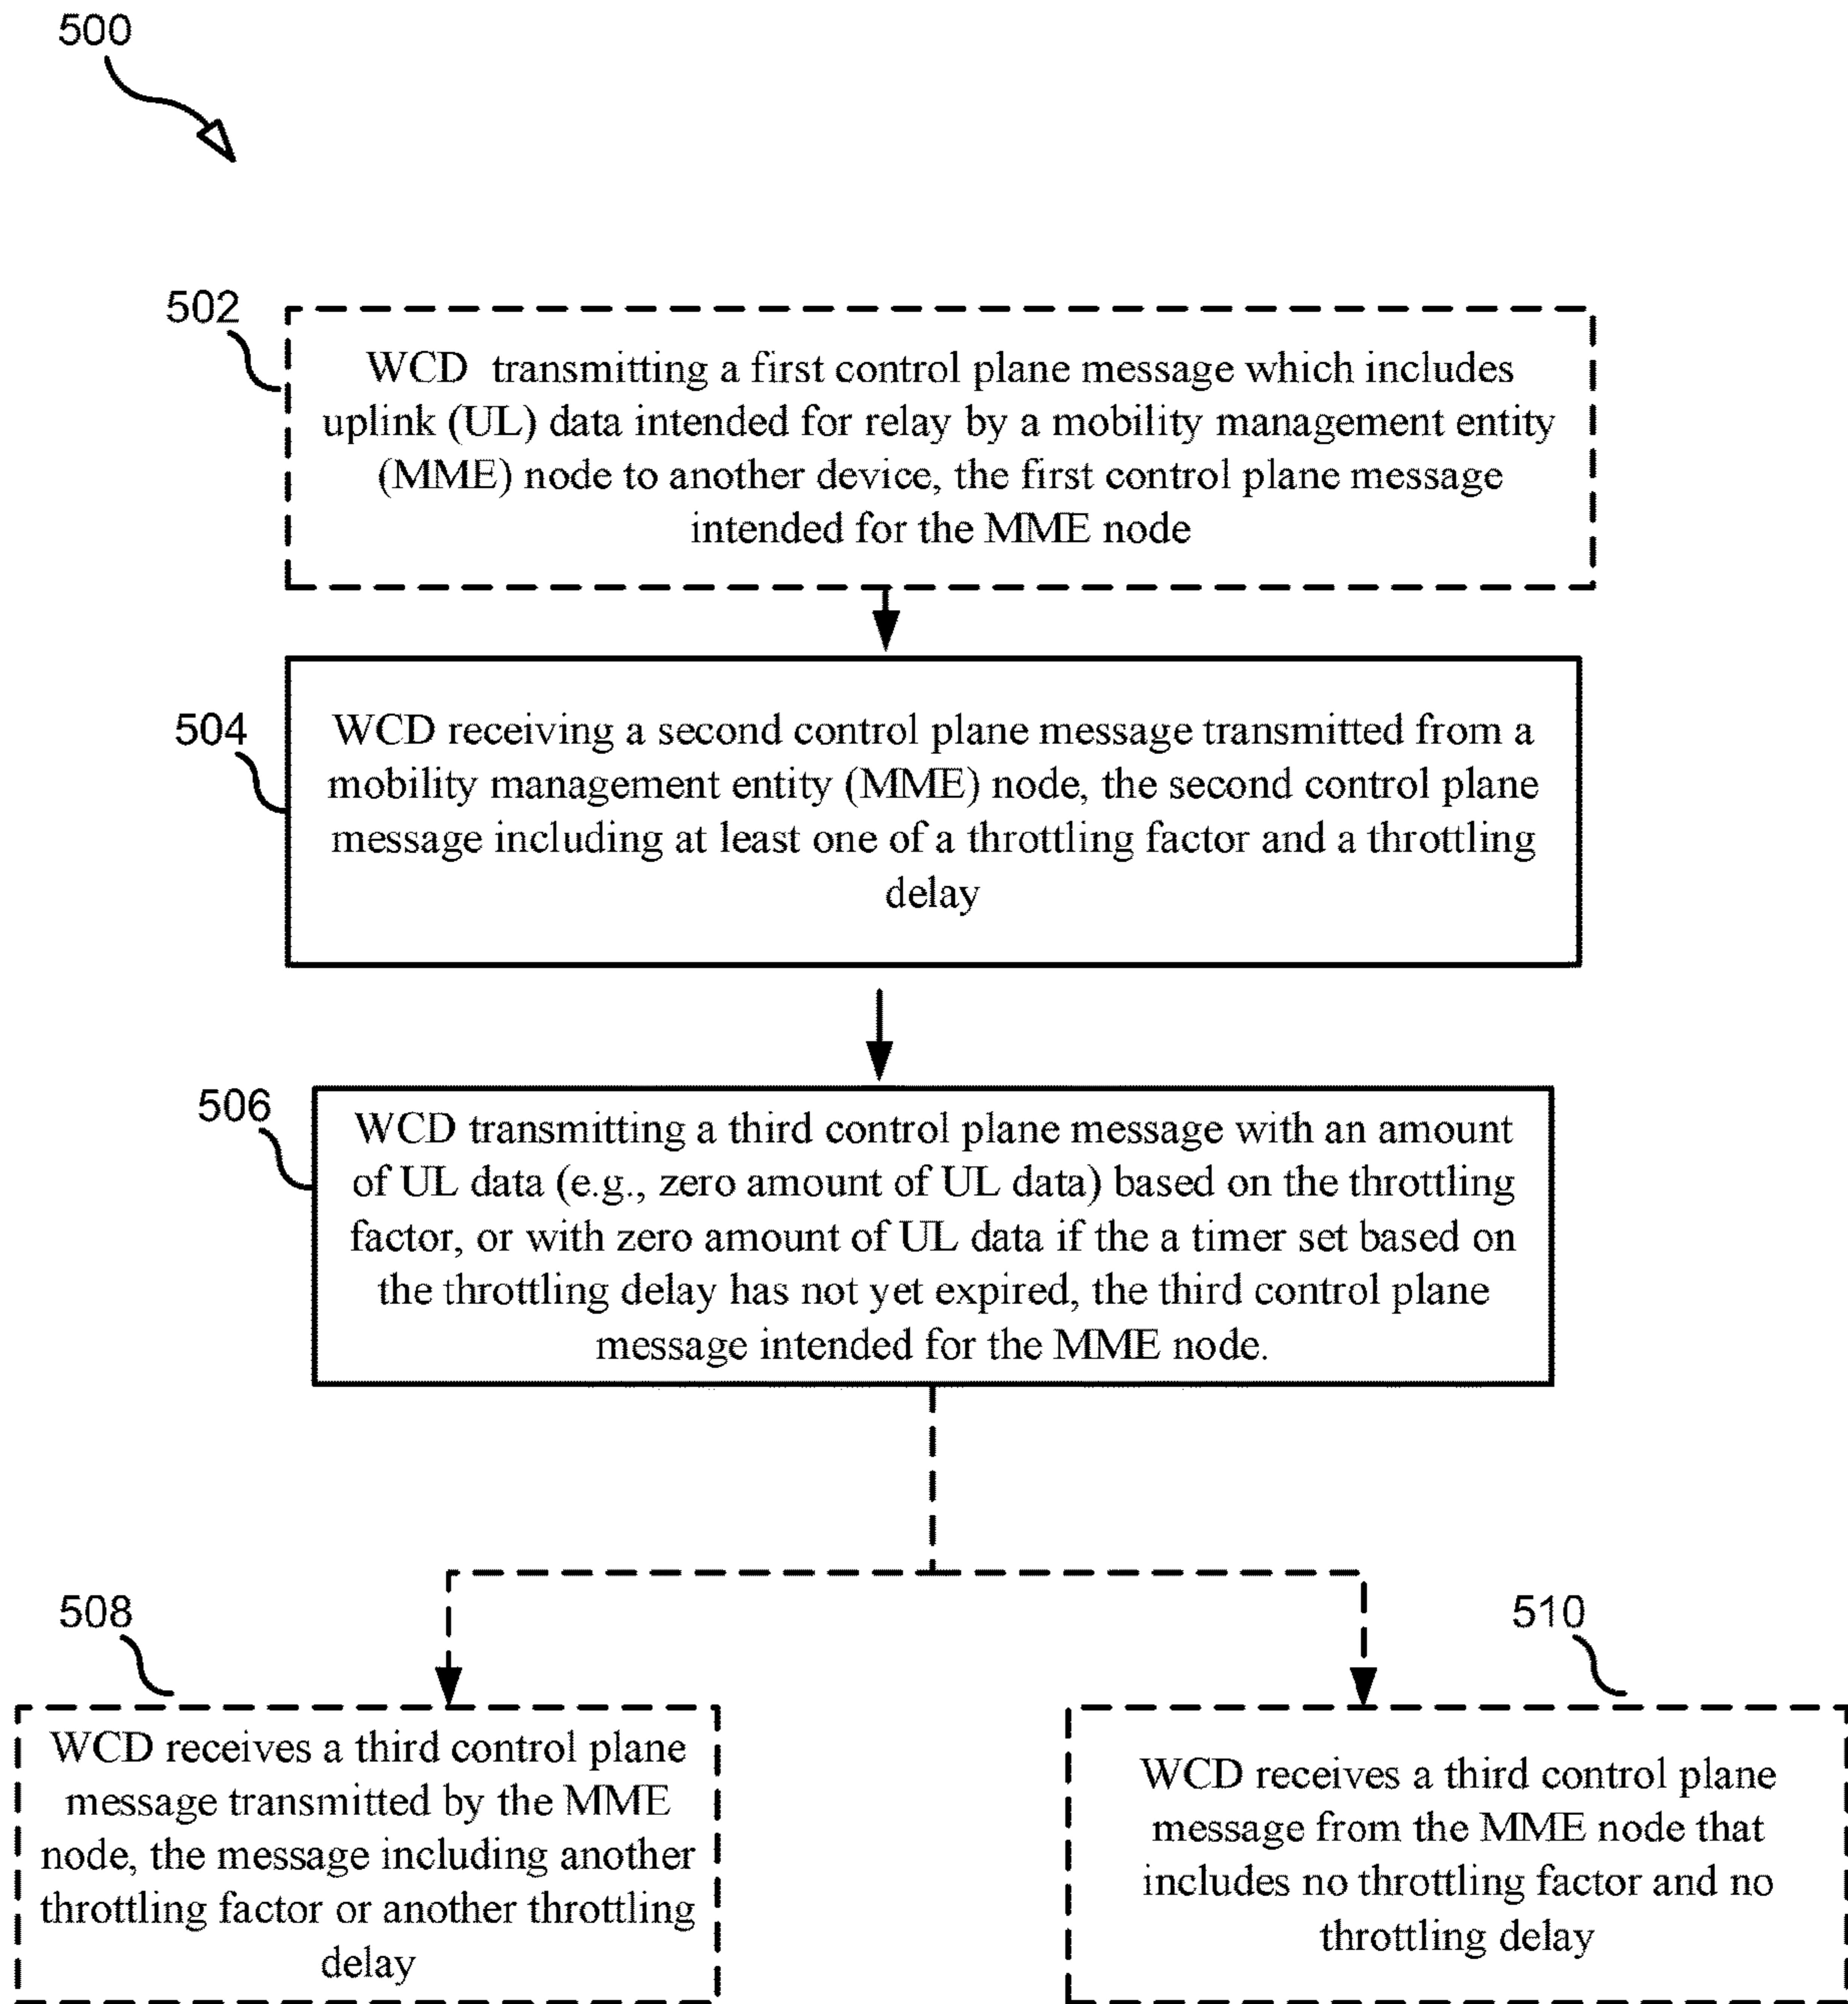 500
502
WCD transmitting a first control plane message which includes
uplink (UL) data intended for relay by a mobility management entity
(MME) node to another device, the first control plane message
intended for the MME node
504
WCD receiving a second control plane message transmitted from a
mobility management entity (MME) node, the second control plane
message including at least one of a throttling factor and a throttling
delay
506
WCD transmitting a third control plane message with an amount
of UL data (e.g., zero amount of UL data) based on the throttling
factor, or with zero amount of UL data if the a timer set based on
the throttling delay has not yet expired, the third control plane
message intended for the MME node.
508
WCD receives a third control plane
message transmitted by the MME
node, the message including another
throttling factor or another throttling
delay
510
WCD receives a third control plane
message from the MME node that
includes no throttling factor and no
throttling delay